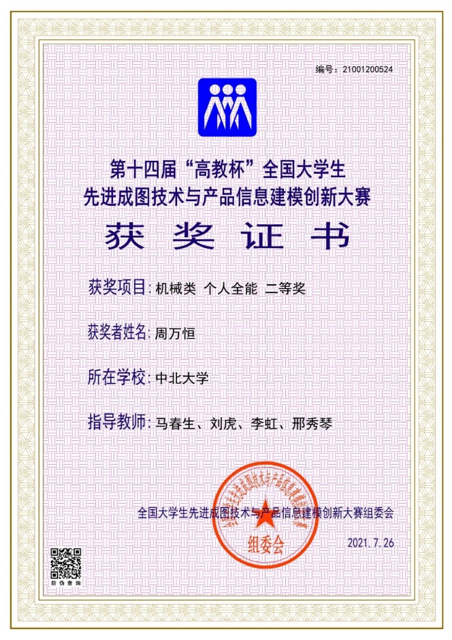 编号：21001200524
第十四届“高教杯”全国大学生
先进成图技术与产品信息建模创新大赛
获奖证书
获奖项目：机械类 个人全能 二等奖
获奖者姓名：周万恒
所在学校：中北大学
指导教师：马春生、刘虎、李虹、邢秀琴
全国大学生先进成图技术与产品信息建模创新大赛组委会
组委会
2021.7.26
防伪查询